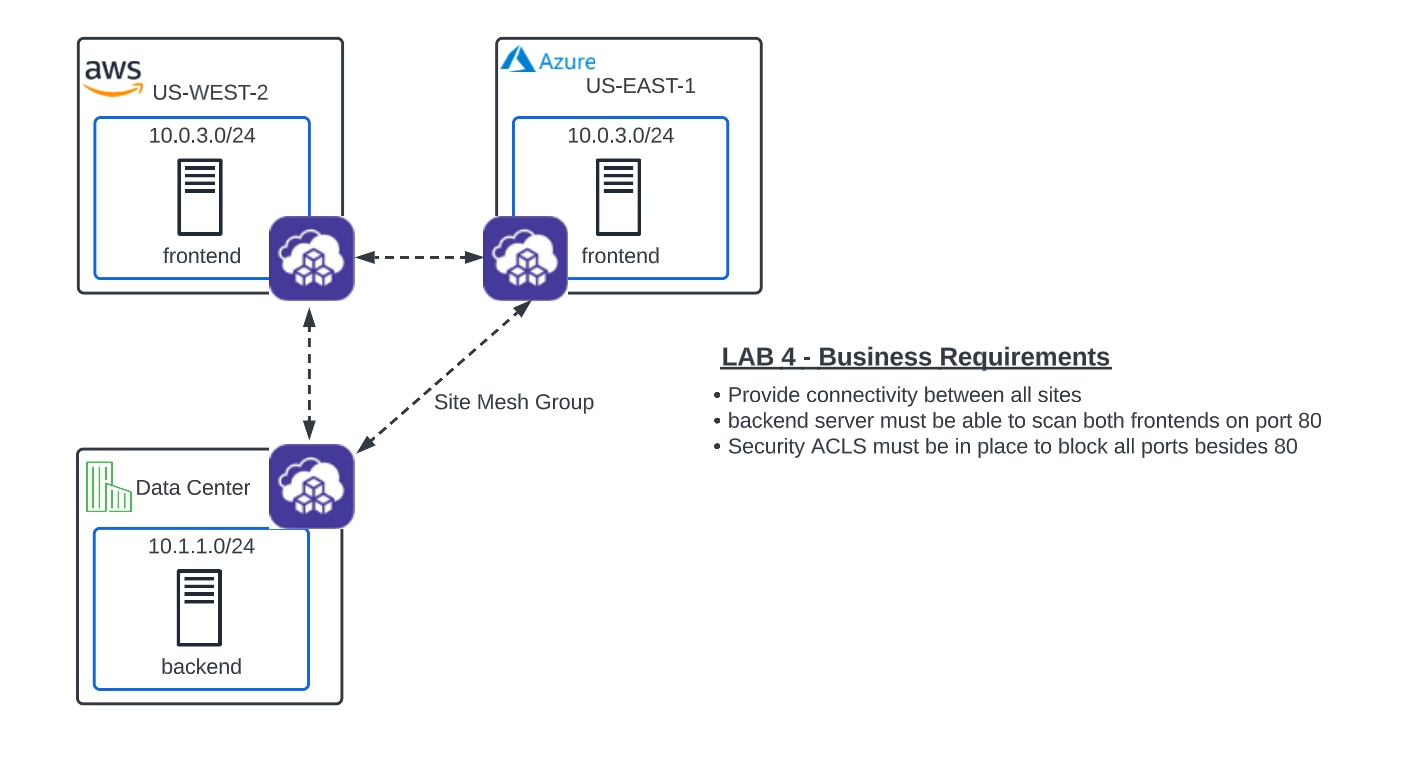 aws
US-WEST-2
10.0.3.0/24
frontend
Azure
US-EAST-1
10.0.3.0/24
frontend
Site Mesh Group
LAB 4 - Business Requirements
• Provide connectivity between all sites
• backend server must be able to scan both frontends on port 80
• Security ACLS must be in place to block all ports besides 80
Data Center
10.1.1.0/24
backend